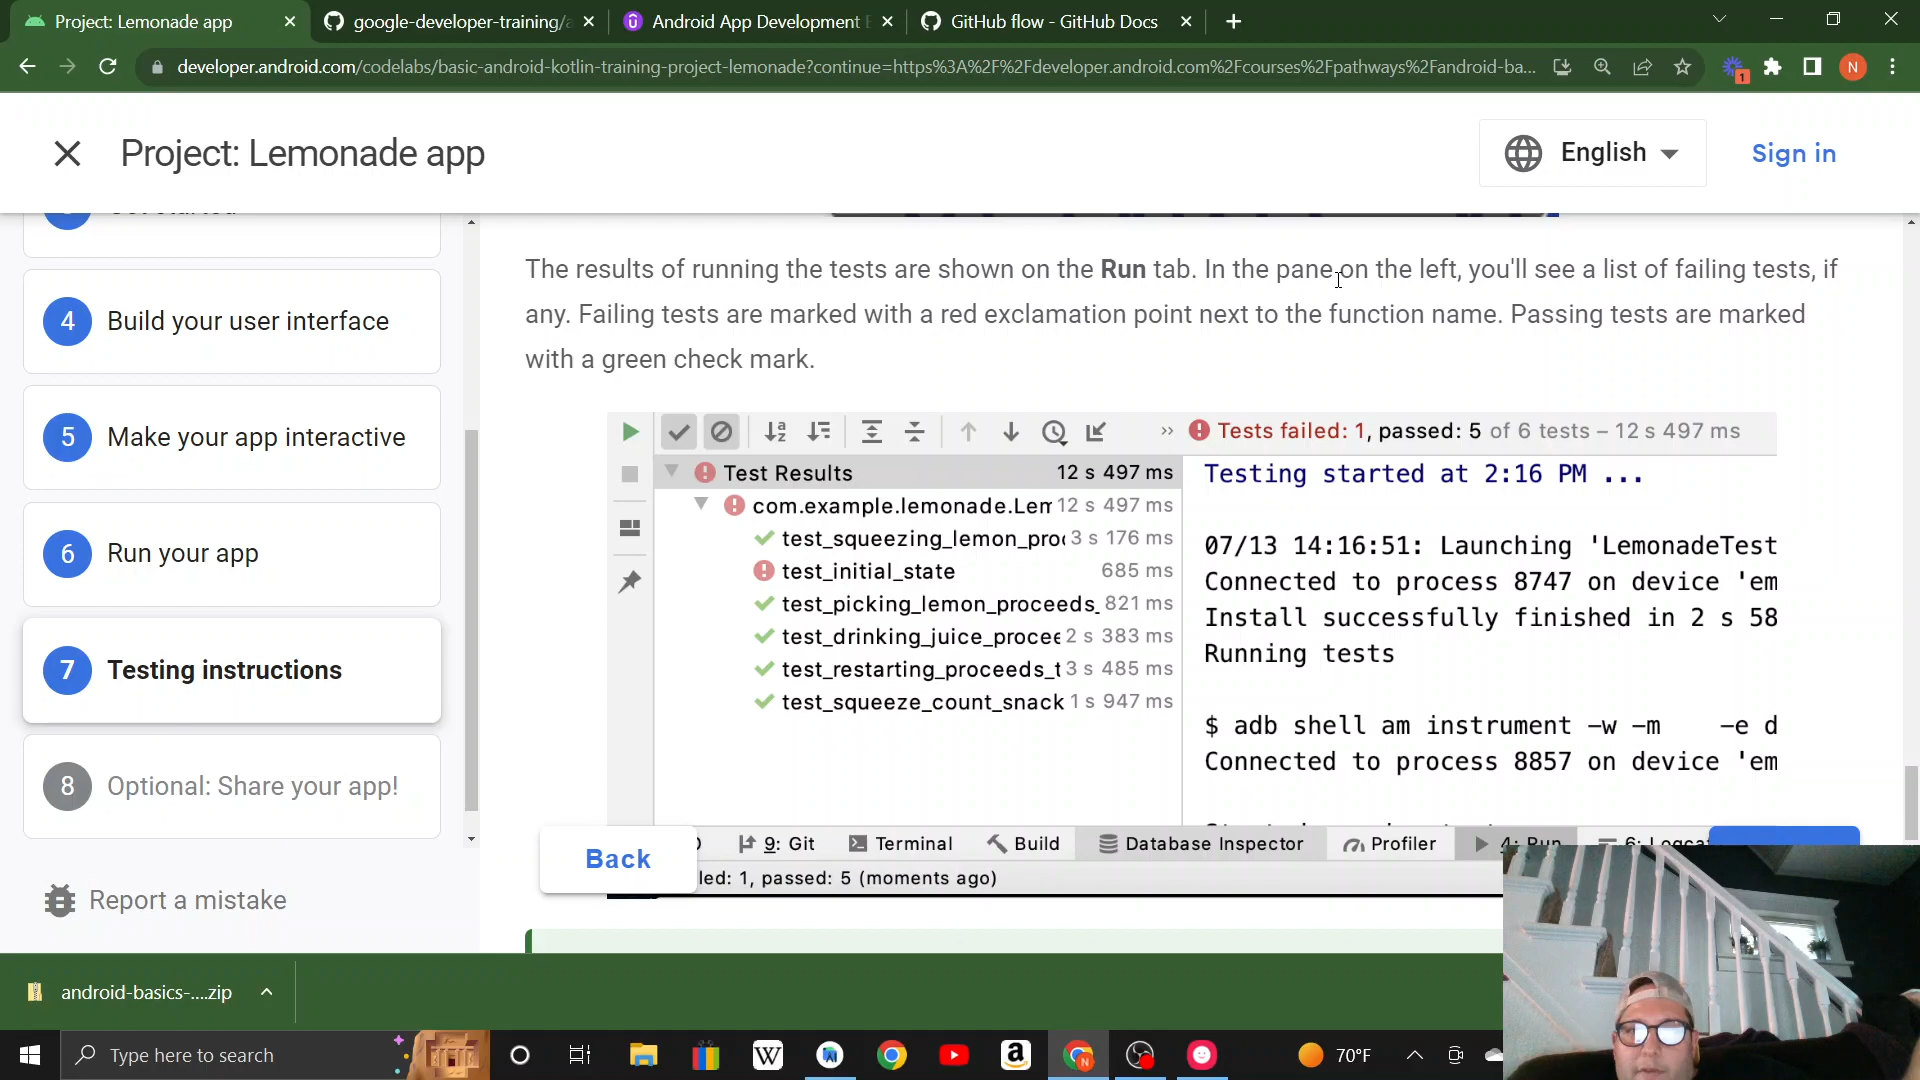 Project: Lemonade app
google-developer-training/a
Android App Development
GitHub flow - GitHub Docs
developer.android.com/codelabs/basic-android-kotlin-training-project-lemonade?continue=https%3A%2F%2Fdeveloper.android.com%2Fcourses%2Fpathways%2Fandroid-ba...
1
N
Project: Lemonade app
English
Sign in
4 Build your user interface
5 Make your app interactive
6 Run your app
7 Testing instructions
8 Optional: Share your app!
Report a mistake
The results of running the tests are shown on the Run tab. In the pane on the left, you'll see a list of failing tests, if
any. Failing tests are marked with a red exclamation point next to the function name. Passing tests are marked
with a green check mark.
Tests failed: 1, passed: 5 of 6 tests – 12 s 497 ms
Test Results 12 s 497 ms
com.example.lemonade.Lem 12 s 497 ms
test_squeezing_lemon_pro 3 s 176 ms
test_initial_state 685 ms
test_picking_lemon_proceeds_ 821 ms
test_drinking_juice_procee 2 s 383 ms
test_restarting_proceeds_t 3 s 485 ms
test_squeeze_count_snack 1 s 947 ms
Testing started at 2:16 PM ...
07/13 14:16:51: Launching 'LemonadeTest
Connected to process 8747 on device 'em
Install successfully finished in 2 s 58
Running tests
$ adb shell am instrument -w -m -e d
Connected to process 8857 on device 'em
9: Git
Terminal
Build
Database Inspector
Profiler
4: Run
Back
led: 1, passed: 5 (moments ago)
android-basics-....zip
Type here to search
70°F